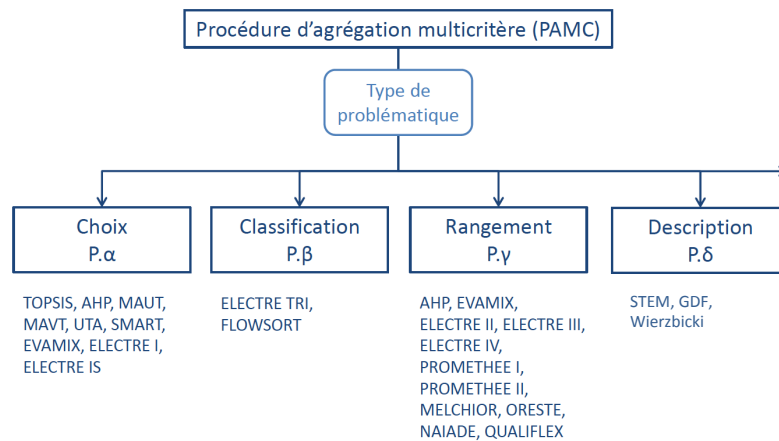 Procédure d'agrégation multicritère (PAMC)
Type de
problématique
Choix
P.α
Classification
P.β
Rangement
P.γ
Description
P.δ
TOPSIS, AHP, MAUT,
MAVT, UTA, SMART,
EVAMIX, ELECTRE I,
ELECTRE IS
ELECTRE TRI,
FLOWSORT
AHP, EVAMIX,
ELECTRE II, ELECTRE III,
ELECTRE IV,
PROMETHEE I,
PROMETHEE II,
MELCHIOR, ORESTE,
NAIADE, QUALIFLEX
STEM, GDF,
Wierzbicki